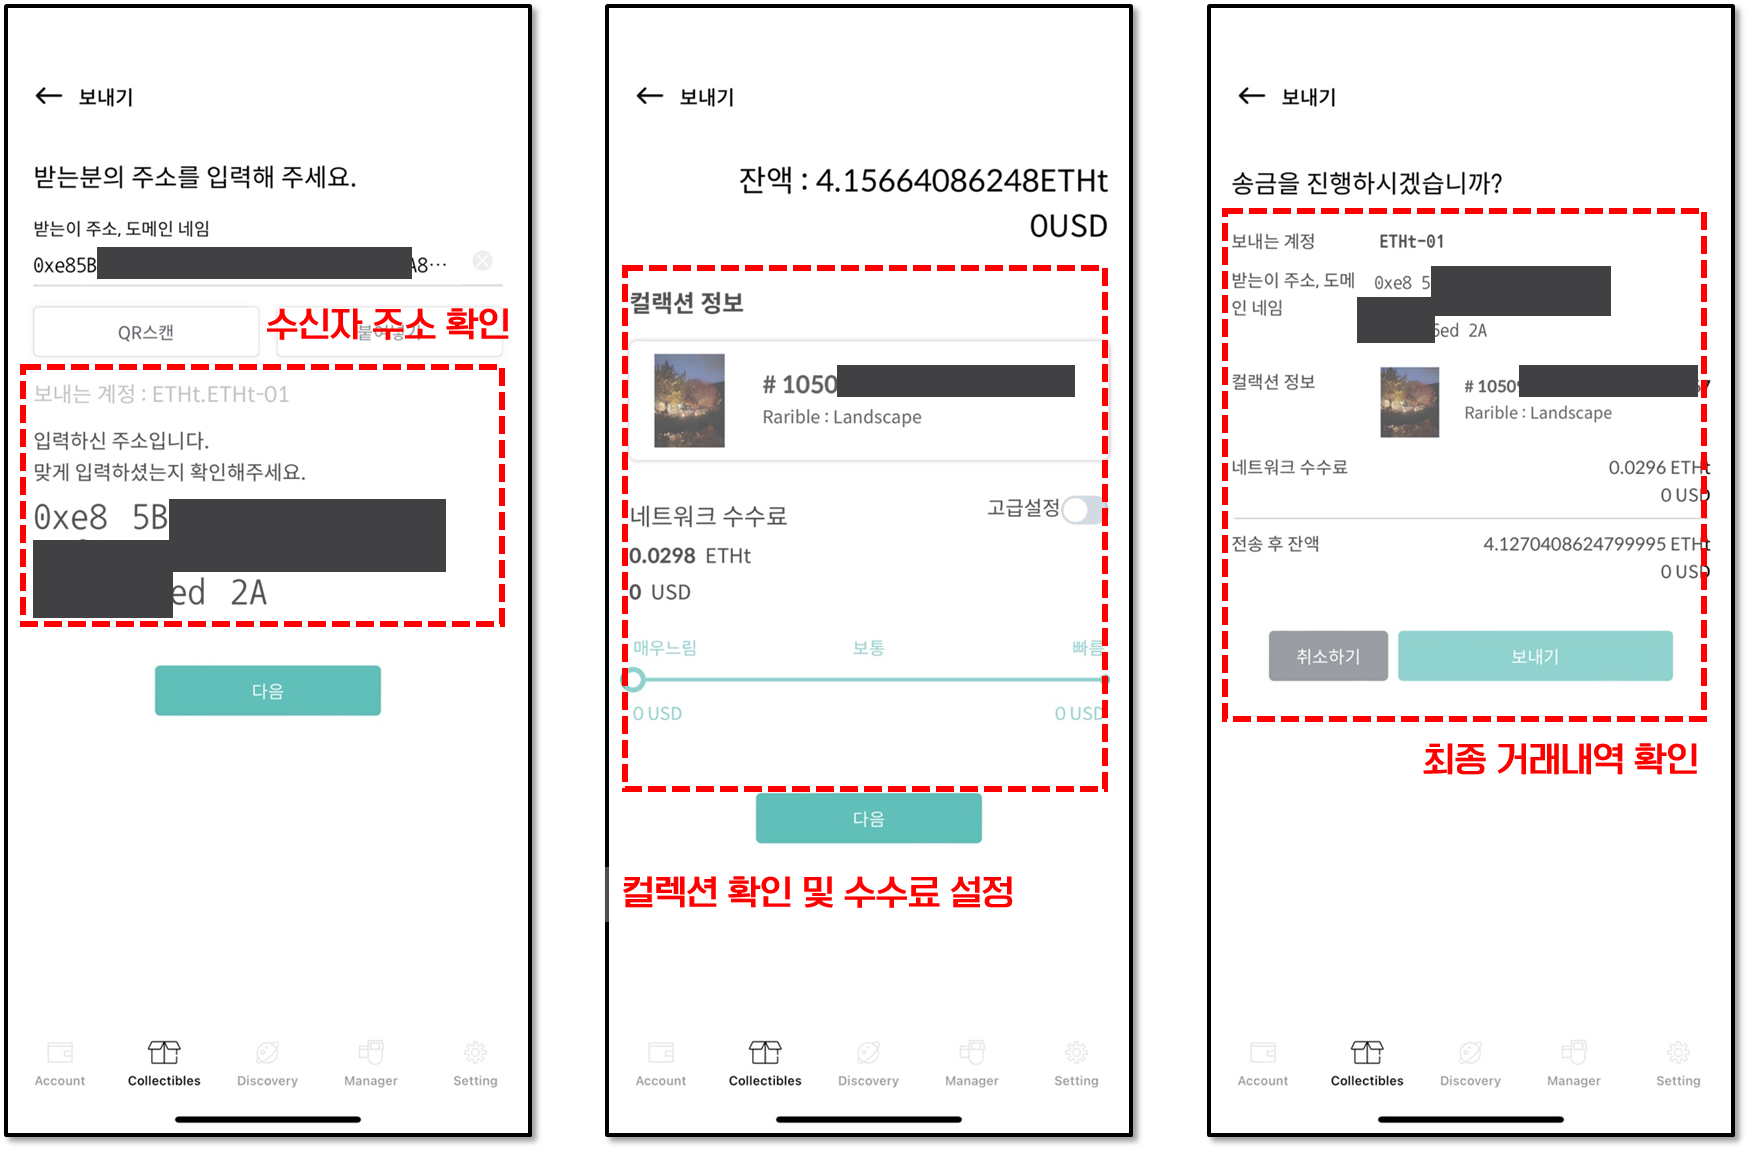 보내기
받는분의 주소를 입력해 주세요.
받는이 주소, 도메인 네임
0xe85B A8···
QR스캔
수신자 주소 확인
보내는 계정 : ETHt.ETHt-01
입력하신 주소입니다.
맞게 입력하셨는지 확인해주세요.
0xe8 5B
ed 2A
다음
Account Collectibles Discovery Manager Setting
보내기
잔액 : 4.15664086248ETHt
0USD
컬랙션 정보
# 1050
Rarible : Landscape
네트워크 수수료
고급설정
0.0298 ETHt
0 USD
매우느림 보통 빠름
0 USD 0 USD
다음
컬렉션 확인 및 수수료 설정
Account Collectibles Discovery Manager Setting
보내기
송금을 진행하시겠습니까?
보내는 계정 ETHt-01
받는이 주소, 도메 0xe8 5
인 네임
5ed 2A
컬랙션 정보
# 1050
Rarible : Landscape
네트워크 수수료 0.0296 ETHt
0 USD
전송 후 잔액 4.1270408624799995 ETHt
0 USD
취소하기 보내기
최종 거래내역 확인
Account Collectibles Discovery Manager Setting